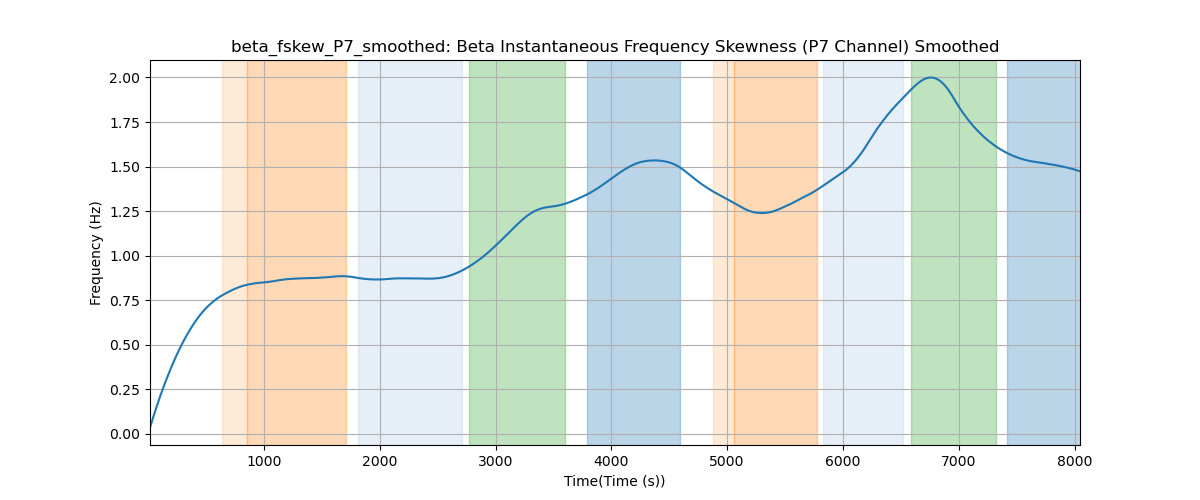 beta_fskew_P7_smoothed: Beta Instantaneous Frequency Skewness (P7 Channel) Smoothed
2.00
1.75
1.50
1.25
1.00
0.75
0.50
0.25
0.00
Frequency (Hz)
1000 2000 3000 4000 5000 6000 7000 8000
Time(Time (s))